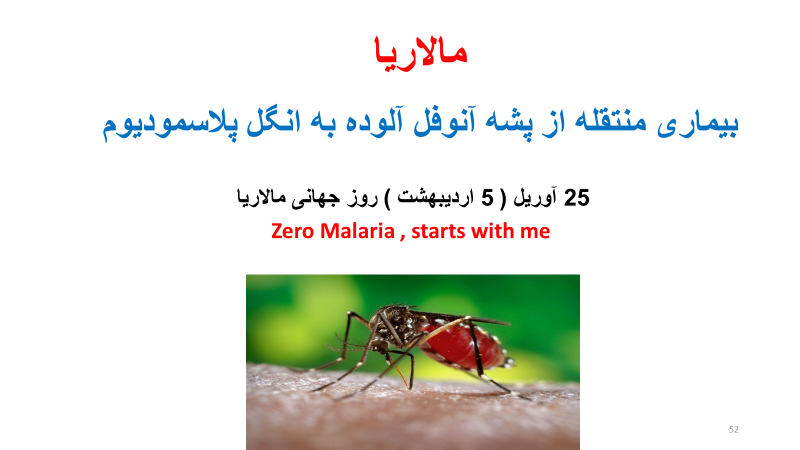 مالاریا
بیماری منتقله از پشه آنوفل آلوده به انگل پلاسمودیوم
25 آوریل ( 5 اردیبهشت ) روز جهانی مالاریا
Zero Malaria , starts with me
52